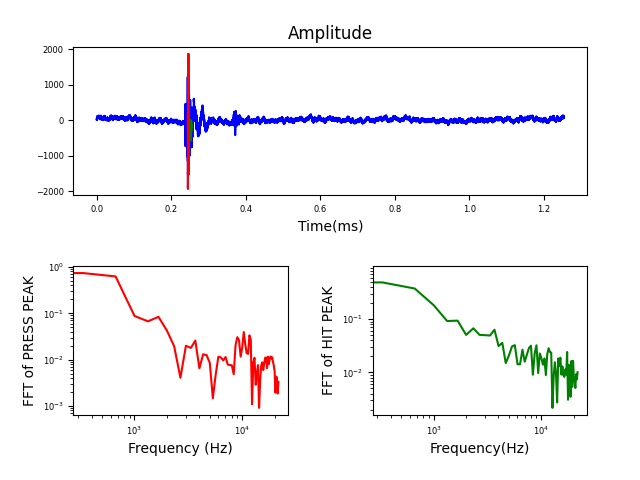 Amplitude
2000
1000
0
−1000
−2000
0.0 0.2 0.4 0.6 0.8 1.0 1.2
Time(ms)
FFT of PRESS PEAK
10⁰
10⁻¹
10⁻²
10⁻³
10³ 10⁴
Frequency (Hz)
FFT of HIT PEAK
10⁻¹
10⁻²
10³ 10⁴
Frequency(Hz)